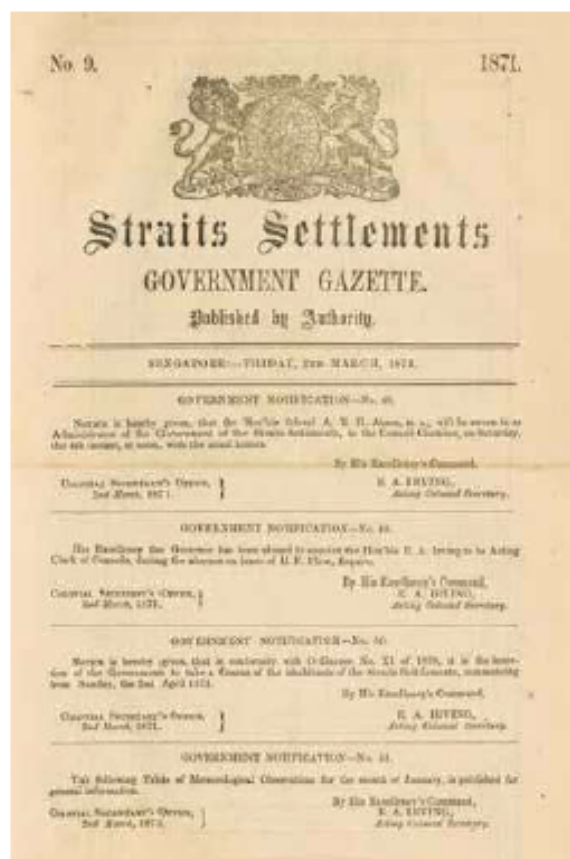 No. 9.
1871.
Straits Settlements
GOVERNMENT GAZETTE.
Published by Authority.
SINGAPORE:—FRIDAY, MARCH,
GOVERNMENT NOTIFICATION—No.
is hereby given, that the Hon'ble Colonel A. E. H. will be sworn in as
Administrator of the Government of the Straits Settlements, in the Council Chamber, on Saturday,
the 4th instant, at noon, with the usual
By His Excellency's Command,
COLONIAL SECRETARY'S OFFICE,
2nd March, 1871.
E. A. IRVING,
Acting Colonial Secretary.
GOVERNMENT NOTIFICATION—No.
His Excellency the Governor has been pleased to the Hon'ble E. A. Irving to be Acting
Clerk of Councils, during the absence on leave of H. F. Esquire.
By His Excellency's Command,
COLONIAL SECRETARY'S OFFICE,
2nd March, 1871.
E. A. IRVING,
Acting Colonial Secretary.
GOVERNMENT NOTIFICATION—No. 50.
is hereby given, that in conformity with Ordinance No. XI of 1870, it is the inten-
tion of the Government to take a Census of the inhabitants of the Straits Settlements, commencing
from Sunday, the 2nd April 1871.
By His Excellency's Command,
COLONIAL SECRETARY'S OFFICE,
2nd March, 1871.
E. A. IRVING,
Acting Colonial Secretary.
GOVERNMENT NOTIFICATION—No. 51.
The following Table of Meteorological Observations for the month of January, is published for
general information.
By His Excellency's Command,
COLONIAL SECRETARY'S OFFICE,
2nd March, 1871.
E. A. IRVING,
Acting Colonial Secretary.